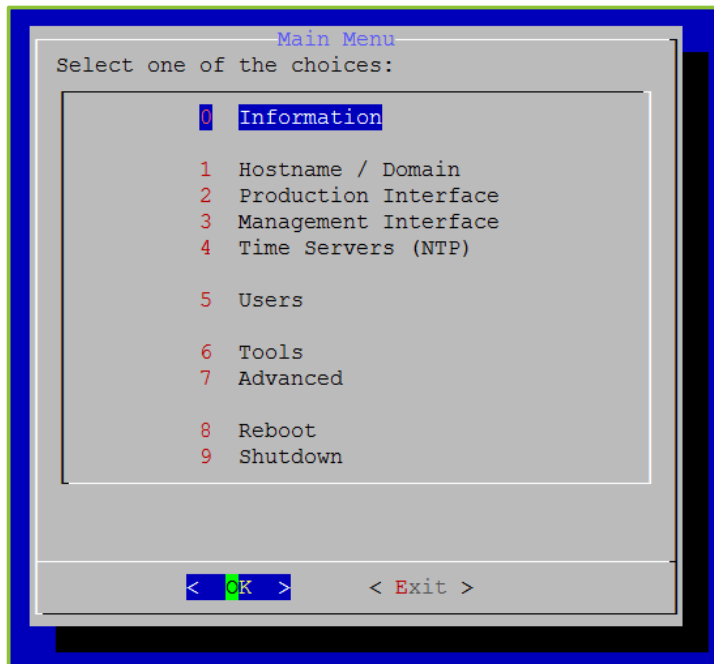 Main Menu
Select one of the choices:
0 Information
1 Hostname / Domain
2 Production Interface
3 Management Interface
4 Time Servers (NTP)
5 Users
6 Tools
7 Advanced
8 Reboot
9 Shutdown
< OK > < Exit >